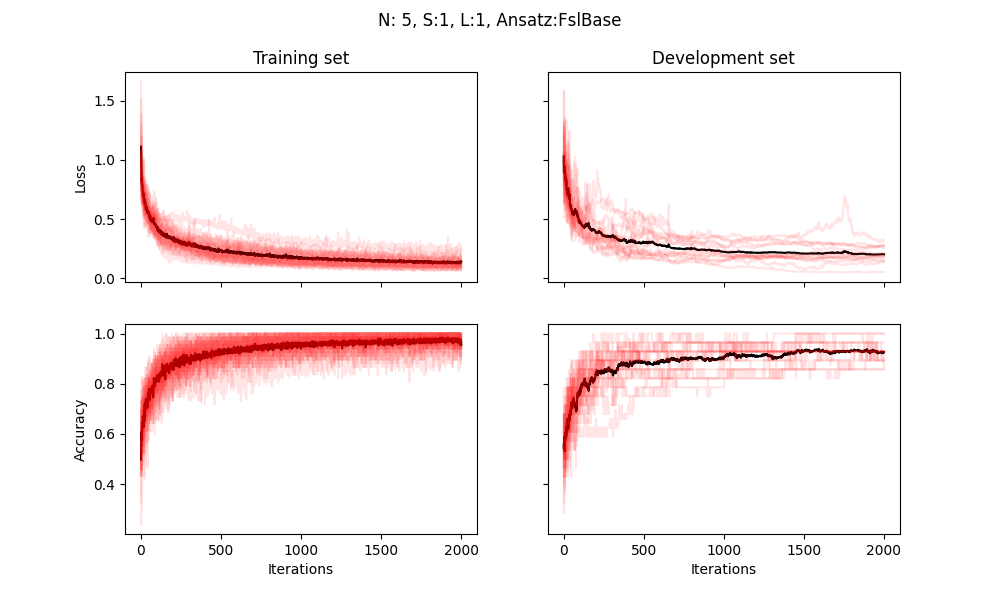 N: 5, S:1, L:1, Ansatz:FslBase
Training set
Development set
1.5
1.0
0.5
0.0
Loss
1.0
0.8
0.6
0.4
Accuracy
0
500
1000
1500
2000
0
500
1000
1500
2000
Iterations
Iterations